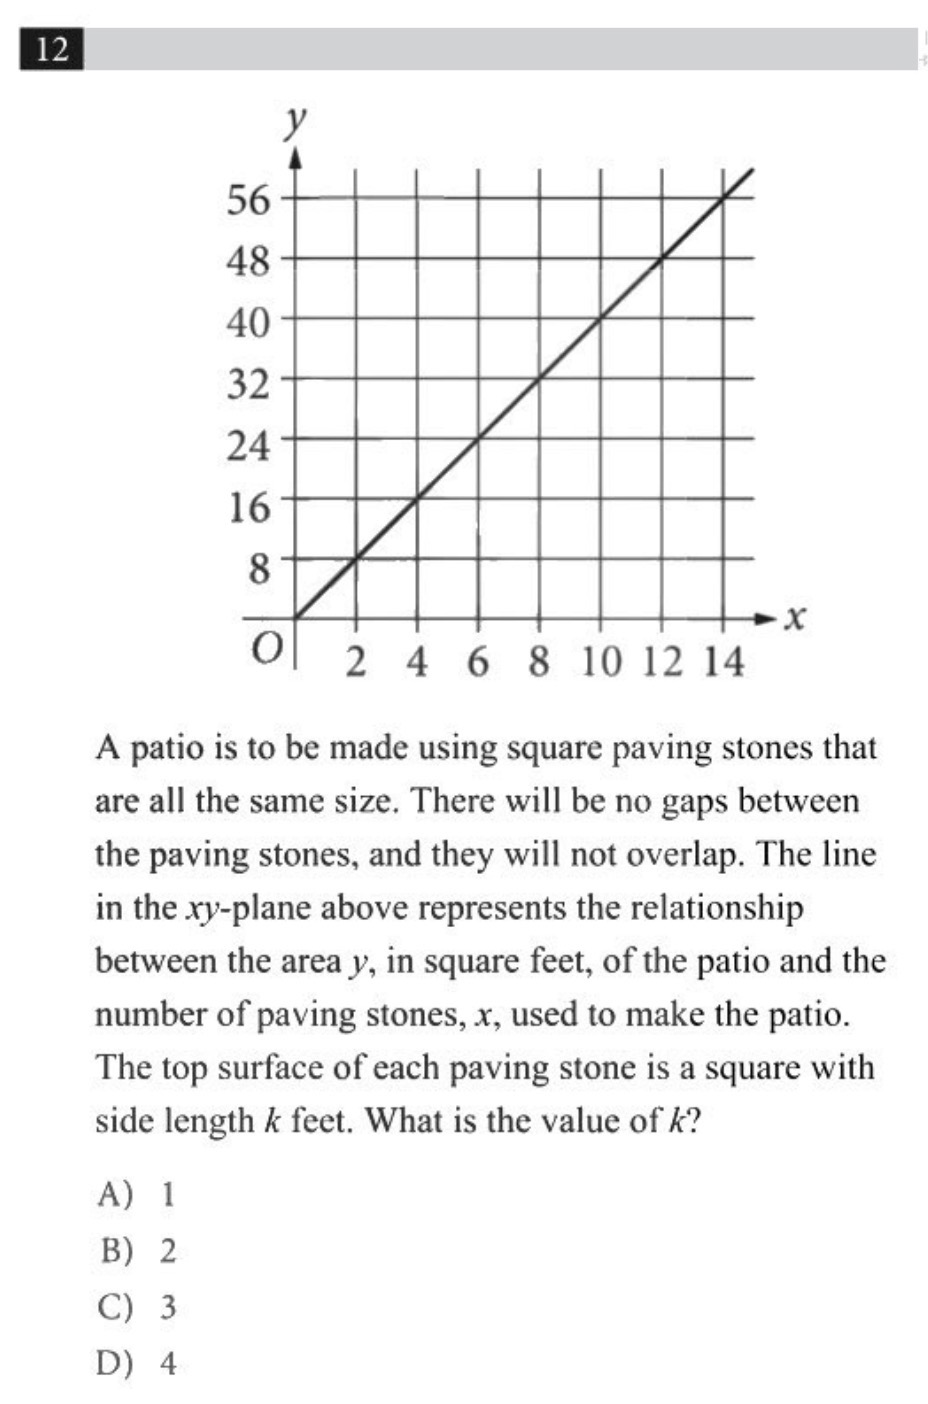 12
y
56
48
40
32
24
16
8
O
2 4 6 8 10 12 14
x
A patio is to be made using square paving stones that
are all the same size. There will be no gaps between
the paving stones, and they will not overlap. The line
in the xy-plane above represents the relationship
between the area y, in square feet, of the patio and the
number of paving stones, x, used to make the patio.
The top surface of each paving stone is a square with
side length k feet. What is the value of k?
A) 1
B) 2
C) 3
D) 4